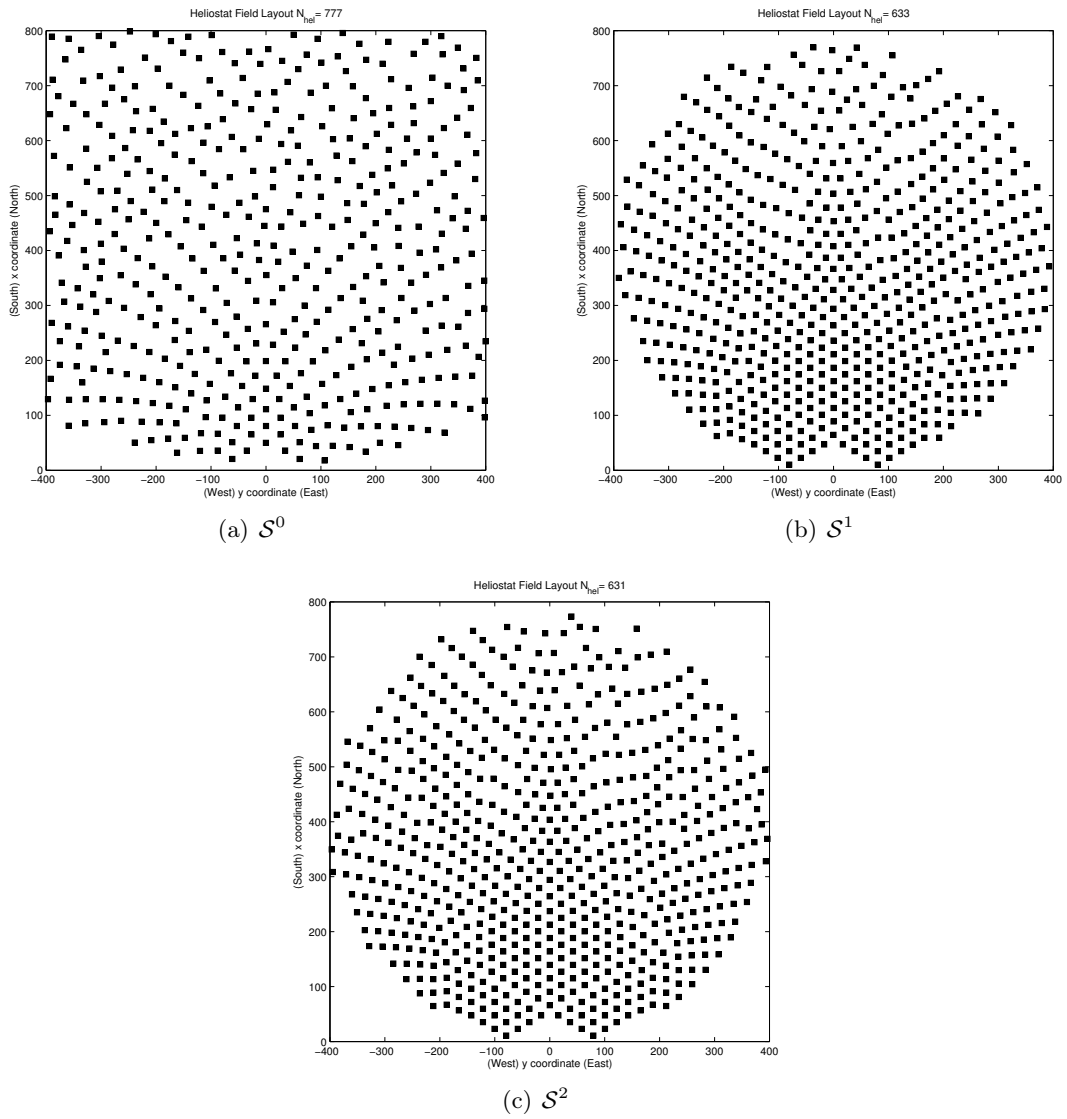 Heliostat Field Layout N_hel= 777
800
700
600
500
400
300
200
100
0
(South) x coordinate (North)
−400 −300 −200 −100 0 100 200 300 400
(West) y coordinate (East)
(a) S^0
Heliostat Field Layout N_hel= 633
800
700
600
500
400
300
200
100
0
(South) x coordinate (North)
−400 −300 −200 −100 0 100 200 300 400
(West) y coordinate (East)
(b) S^1
Heliostat Field Layout N_hel= 631
800
700
600
500
400
300
200
100
0
(South) x coordinate (North)
−400 −300 −200 −100 0 100 200 300 400
(West) y coordinate (East)
(c) S^2